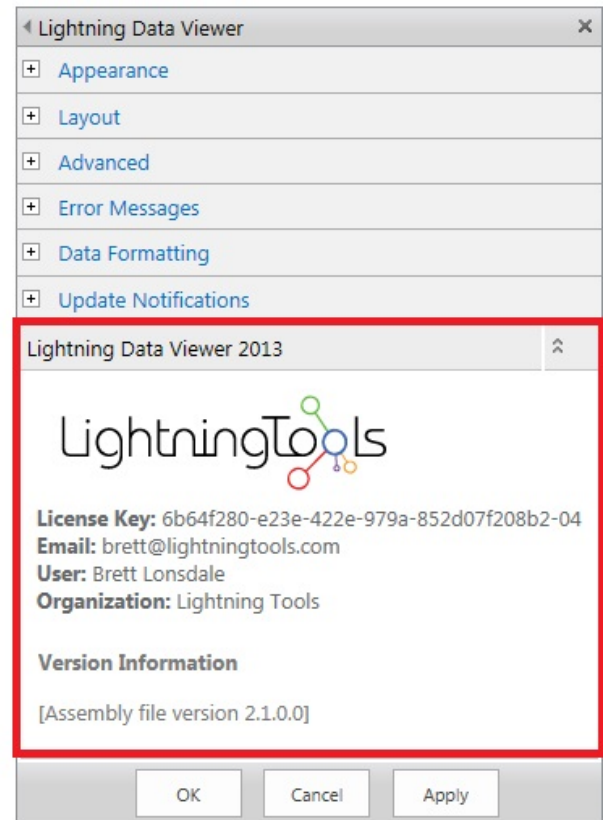 Lightning Data Viewer
Appearance
Layout
Advanced
Error Messages
Data Formatting
Update Notifications
Lightning Data Viewer 2013
LightningTools
License Key: 6b64f280-e23e-422e-979a-852d07f208b2-04
Email: brett@lightningtools.com
User: Brett Lonsdale
Organization: Lightning Tools
Version Information
[Assembly file version 2.1.0.0]
OK Cancel Apply